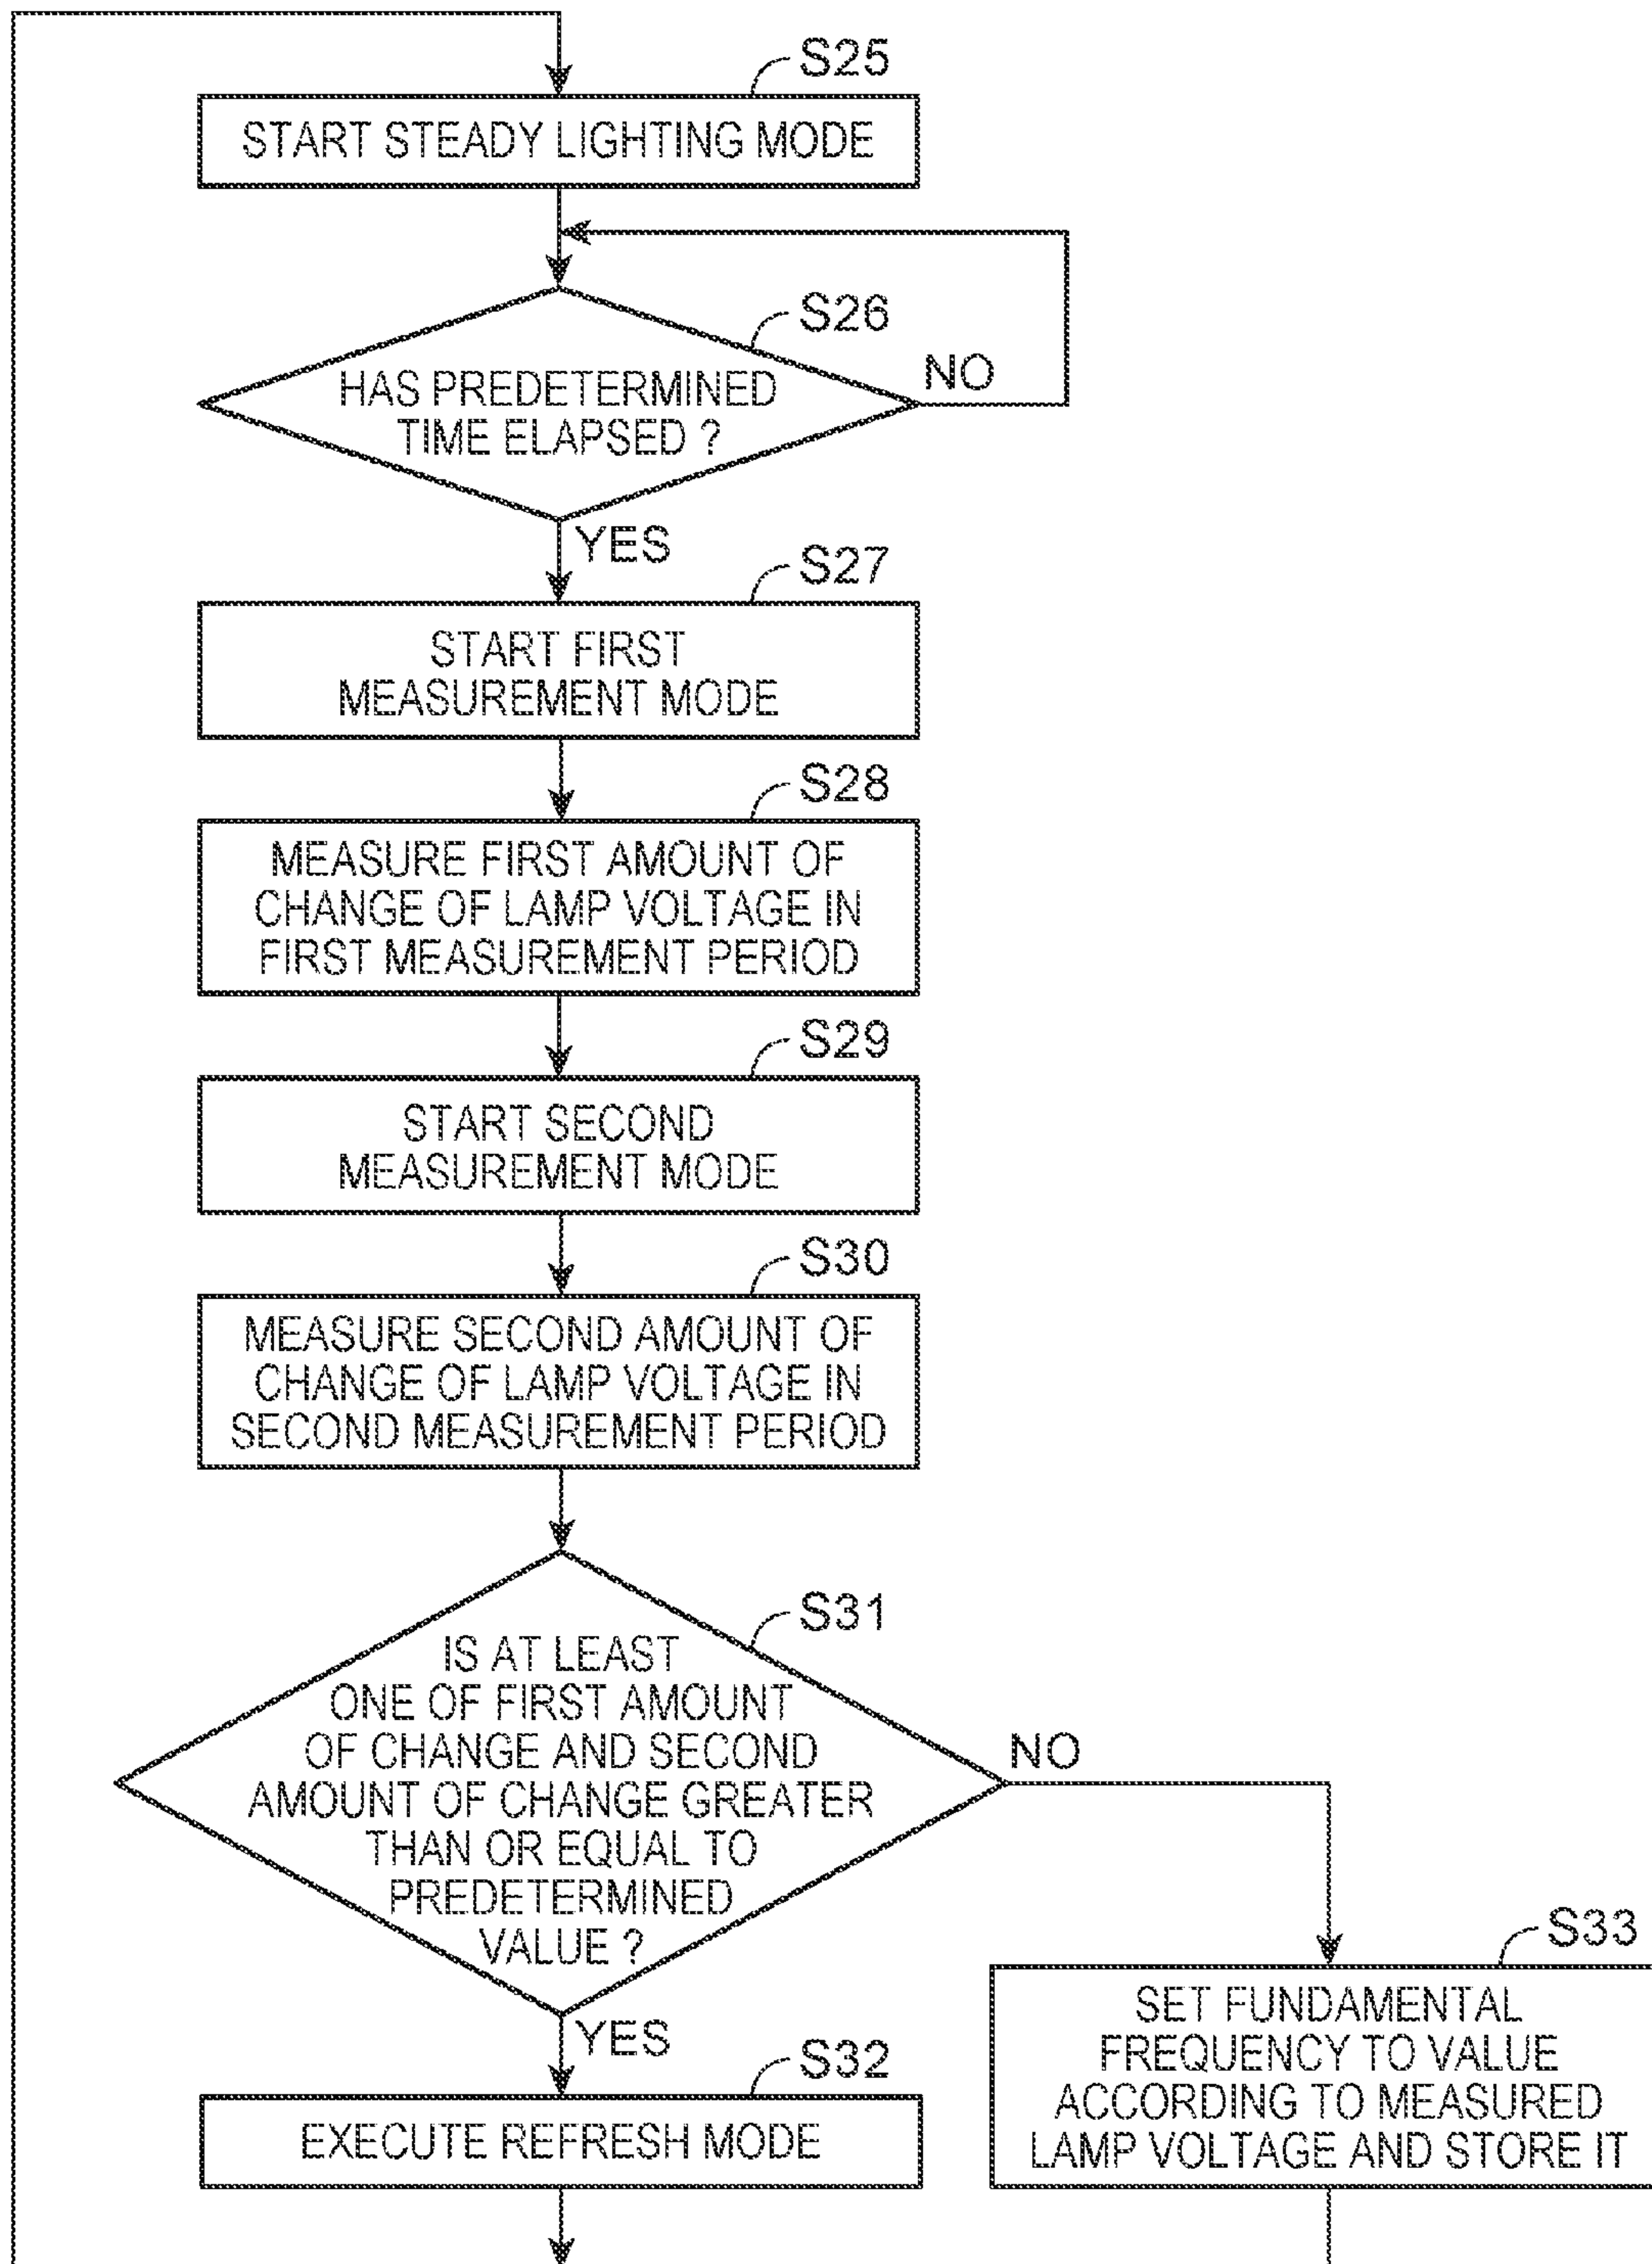 S25
START STEADY LIGHTING MODE
S26
HAS PREDETERMINED
TIME ELAPSED ?
NO
YES
S27
START FIRST
MEASUREMENT MODE
S28
MEASURE FIRST AMOUNT OF
CHANGE OF LAMP VOLTAGE IN
FIRST MEASUREMENT PERIOD
S29
START SECOND
MEASUREMENT MODE
S30
MEASURE SECOND AMOUNT OF
CHANGE OF LAMP VOLTAGE IN
SECOND MEASUREMENT PERIOD
S31
IS AT LEAST
ONE OF FIRST AMOUNT
OF CHANGE AND SECOND
AMOUNT OF CHANGE GREATER
THAN OR EQUAL TO
PREDETERMINED
VALUE ?
NO
YES
S32
EXECUTE REFRESH MODE
S33
SET FUNDAMENTAL
FREQUENCY TO VALUE
ACCORDING TO MEASURED
LAMP VOLTAGE AND STORE IT